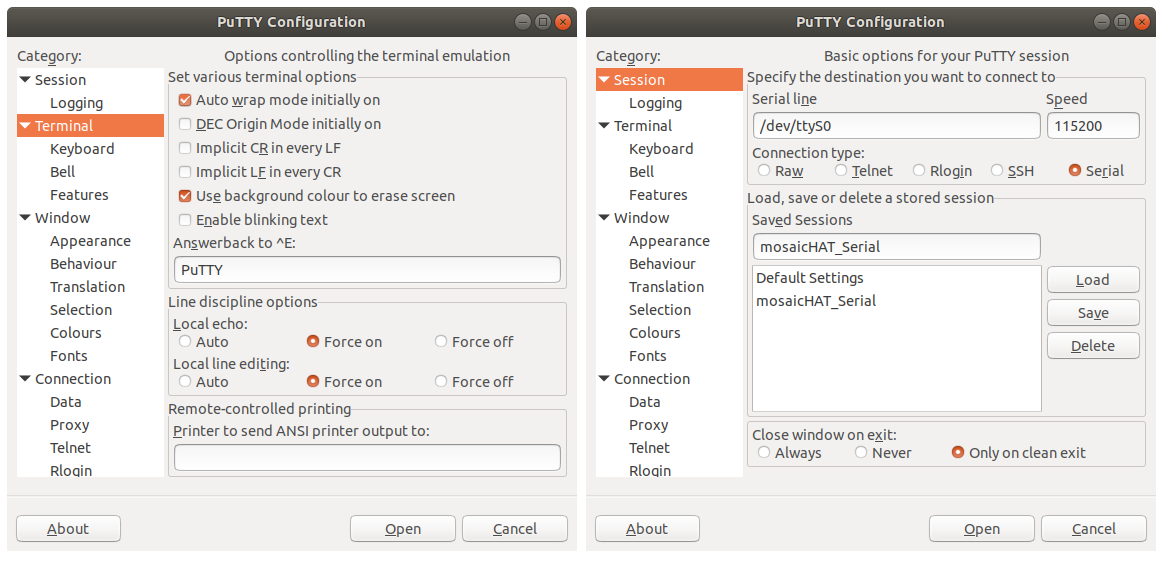 PuTTY Configuration
Category:
Options controlling the terminal emulation
Session
Logging
Terminal
Keyboard
Bell
Features
Window
Appearance
Behaviour
Translation
Selection
Colours
Fonts
Connection
Data
Proxy
Telnet
Rlogin
Set various terminal options
Auto wrap mode initially on
DEC Origin Mode initially on
Implicit CR in every LF
Implicit LF in every CR
Use background colour to erase screen
Enable blinking text
Answerback to ^E:
PuTTY
Line discipline options
Local echo:
Auto Force on Force off
Local line editing:
Auto Force on Force off
Remote-controlled printing
Printer to send ANSI printer output to:
About Open Cancel
PuTTY Configuration
Category:
Basic options for your PuTTY session
Session
Logging
Terminal
Keyboard
Bell
Features
Window
Appearance
Behaviour
Translation
Selection
Colours
Fonts
Connection
Data
Proxy
Telnet
Rlogin
Specify the destination you want to connect to
Serial line Speed
/dev/ttyS0 115200
Connection type:
Raw Telnet Rlogin SSH Serial
Load, save or delete a stored session
Saved Sessions
mosaicHAT_Serial
Default Settings
mosaicHAT_Serial
Load
Save
Delete
Close window on exit:
Always Never Only on clean exit
About Open Cancel